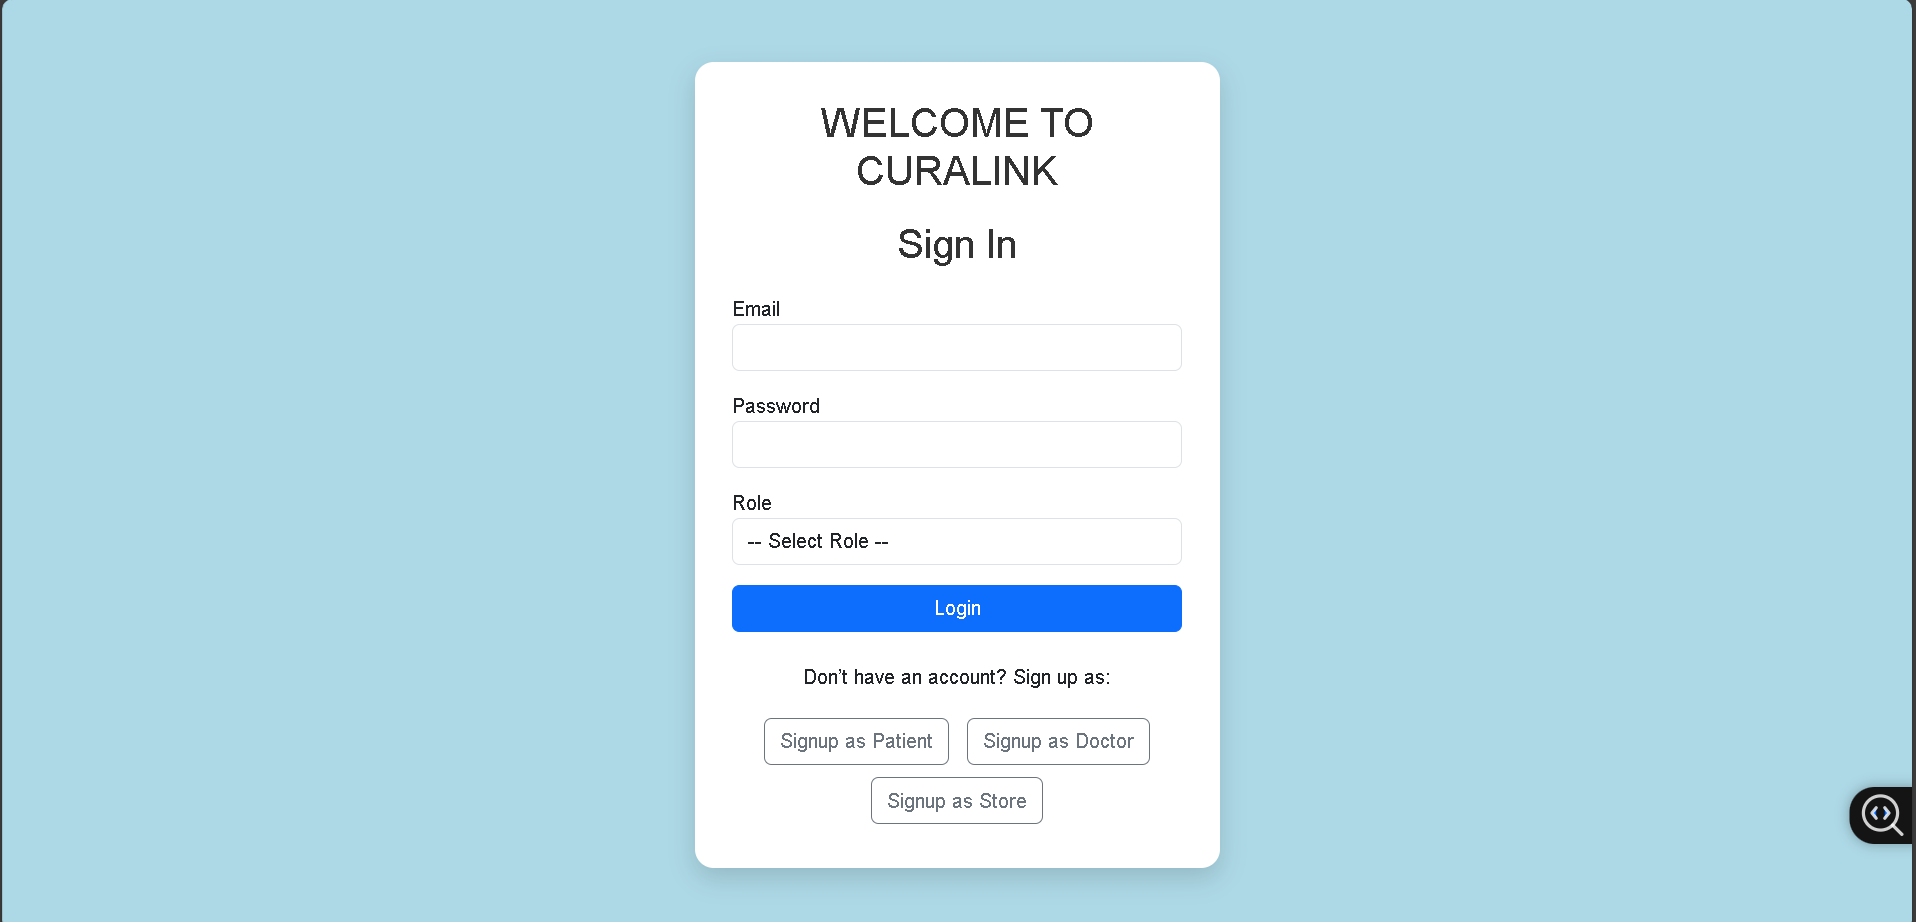 WELCOME TO
CURALINK
Sign In
Email
Password
Role
-- Select Role --
Login
Don't have an account? Sign up as:
Signup as Patient
Signup as Doctor
Signup as Store